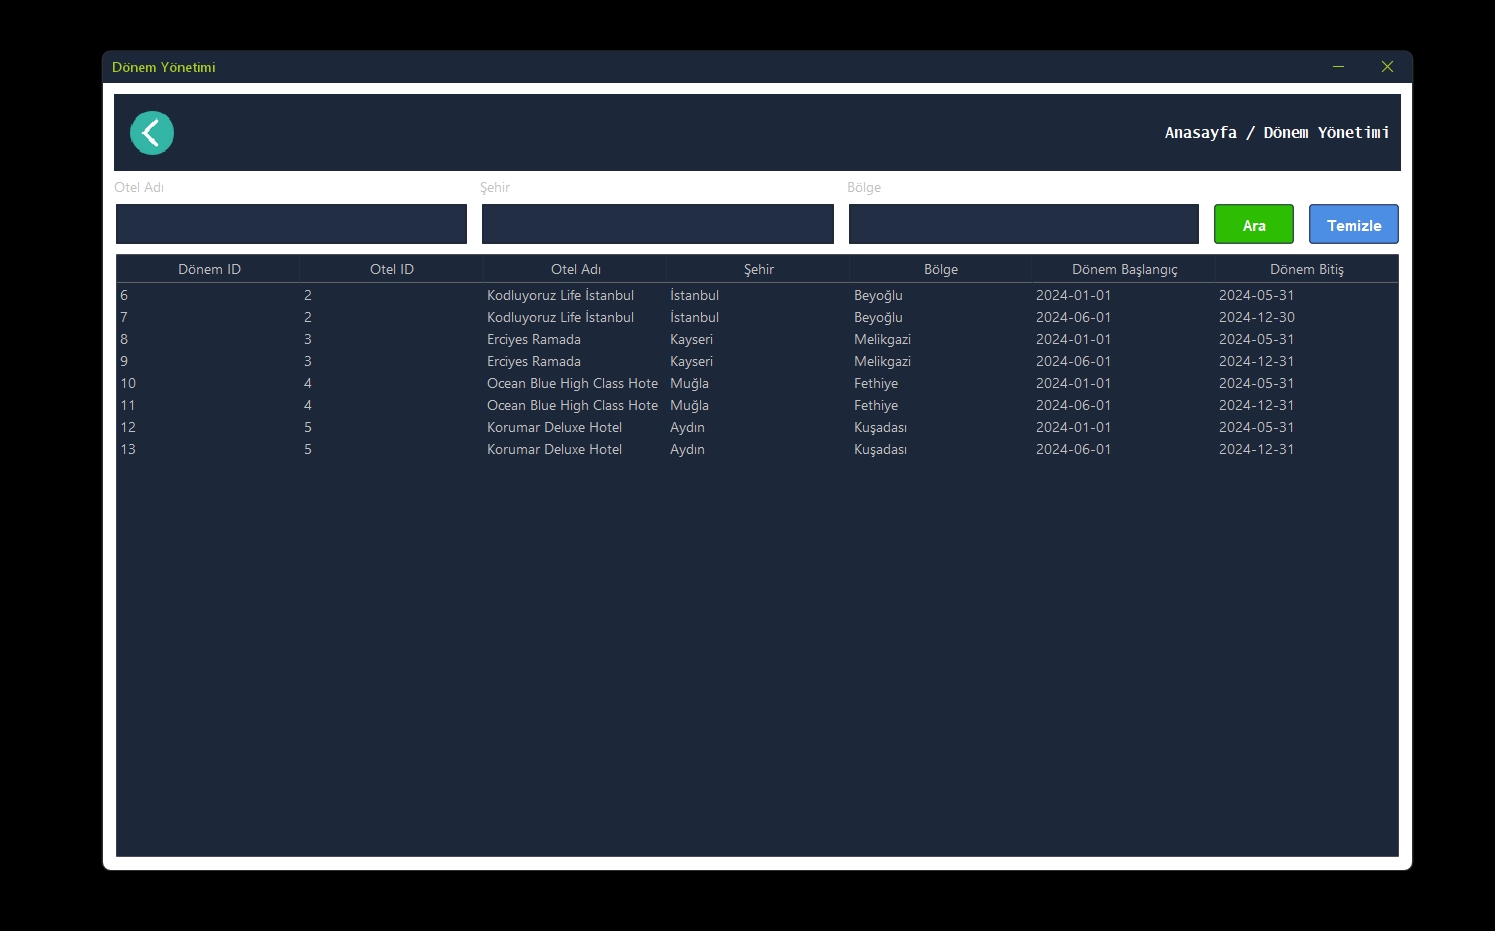 Dönem Yönetimi
Anasayfa / Dönem Yönetimi
Otel Adı Şehir Bölge
Ara Temizle
Dönem ID Otel ID Otel Adı Şehir Bölge Dönem Başlangıç Dönem Bitiş
6 2 Kodluyoruz Life İstanbul İstanbul Beyoğlu 2024-01-01 2024-05-31
7 2 Kodluyoruz Life İstanbul İstanbul Beyoğlu 2024-06-01 2024-12-30
8 3 Erciyes Ramada Kayseri Melikgazi 2024-01-01 2024-05-31
9 3 Erciyes Ramada Kayseri Melikgazi 2024-06-01 2024-12-31
10 4 Ocean Blue High Class Hote Muğla Fethiye 2024-01-01 2024-05-31
11 4 Ocean Blue High Class Hote Muğla Fethiye 2024-06-01 2024-12-31
12 5 Korumar Deluxe Hotel Aydın Kuşadası 2024-01-01 2024-05-31
13 5 Korumar Deluxe Hotel Aydın Kuşadası 2024-06-01 2024-12-31